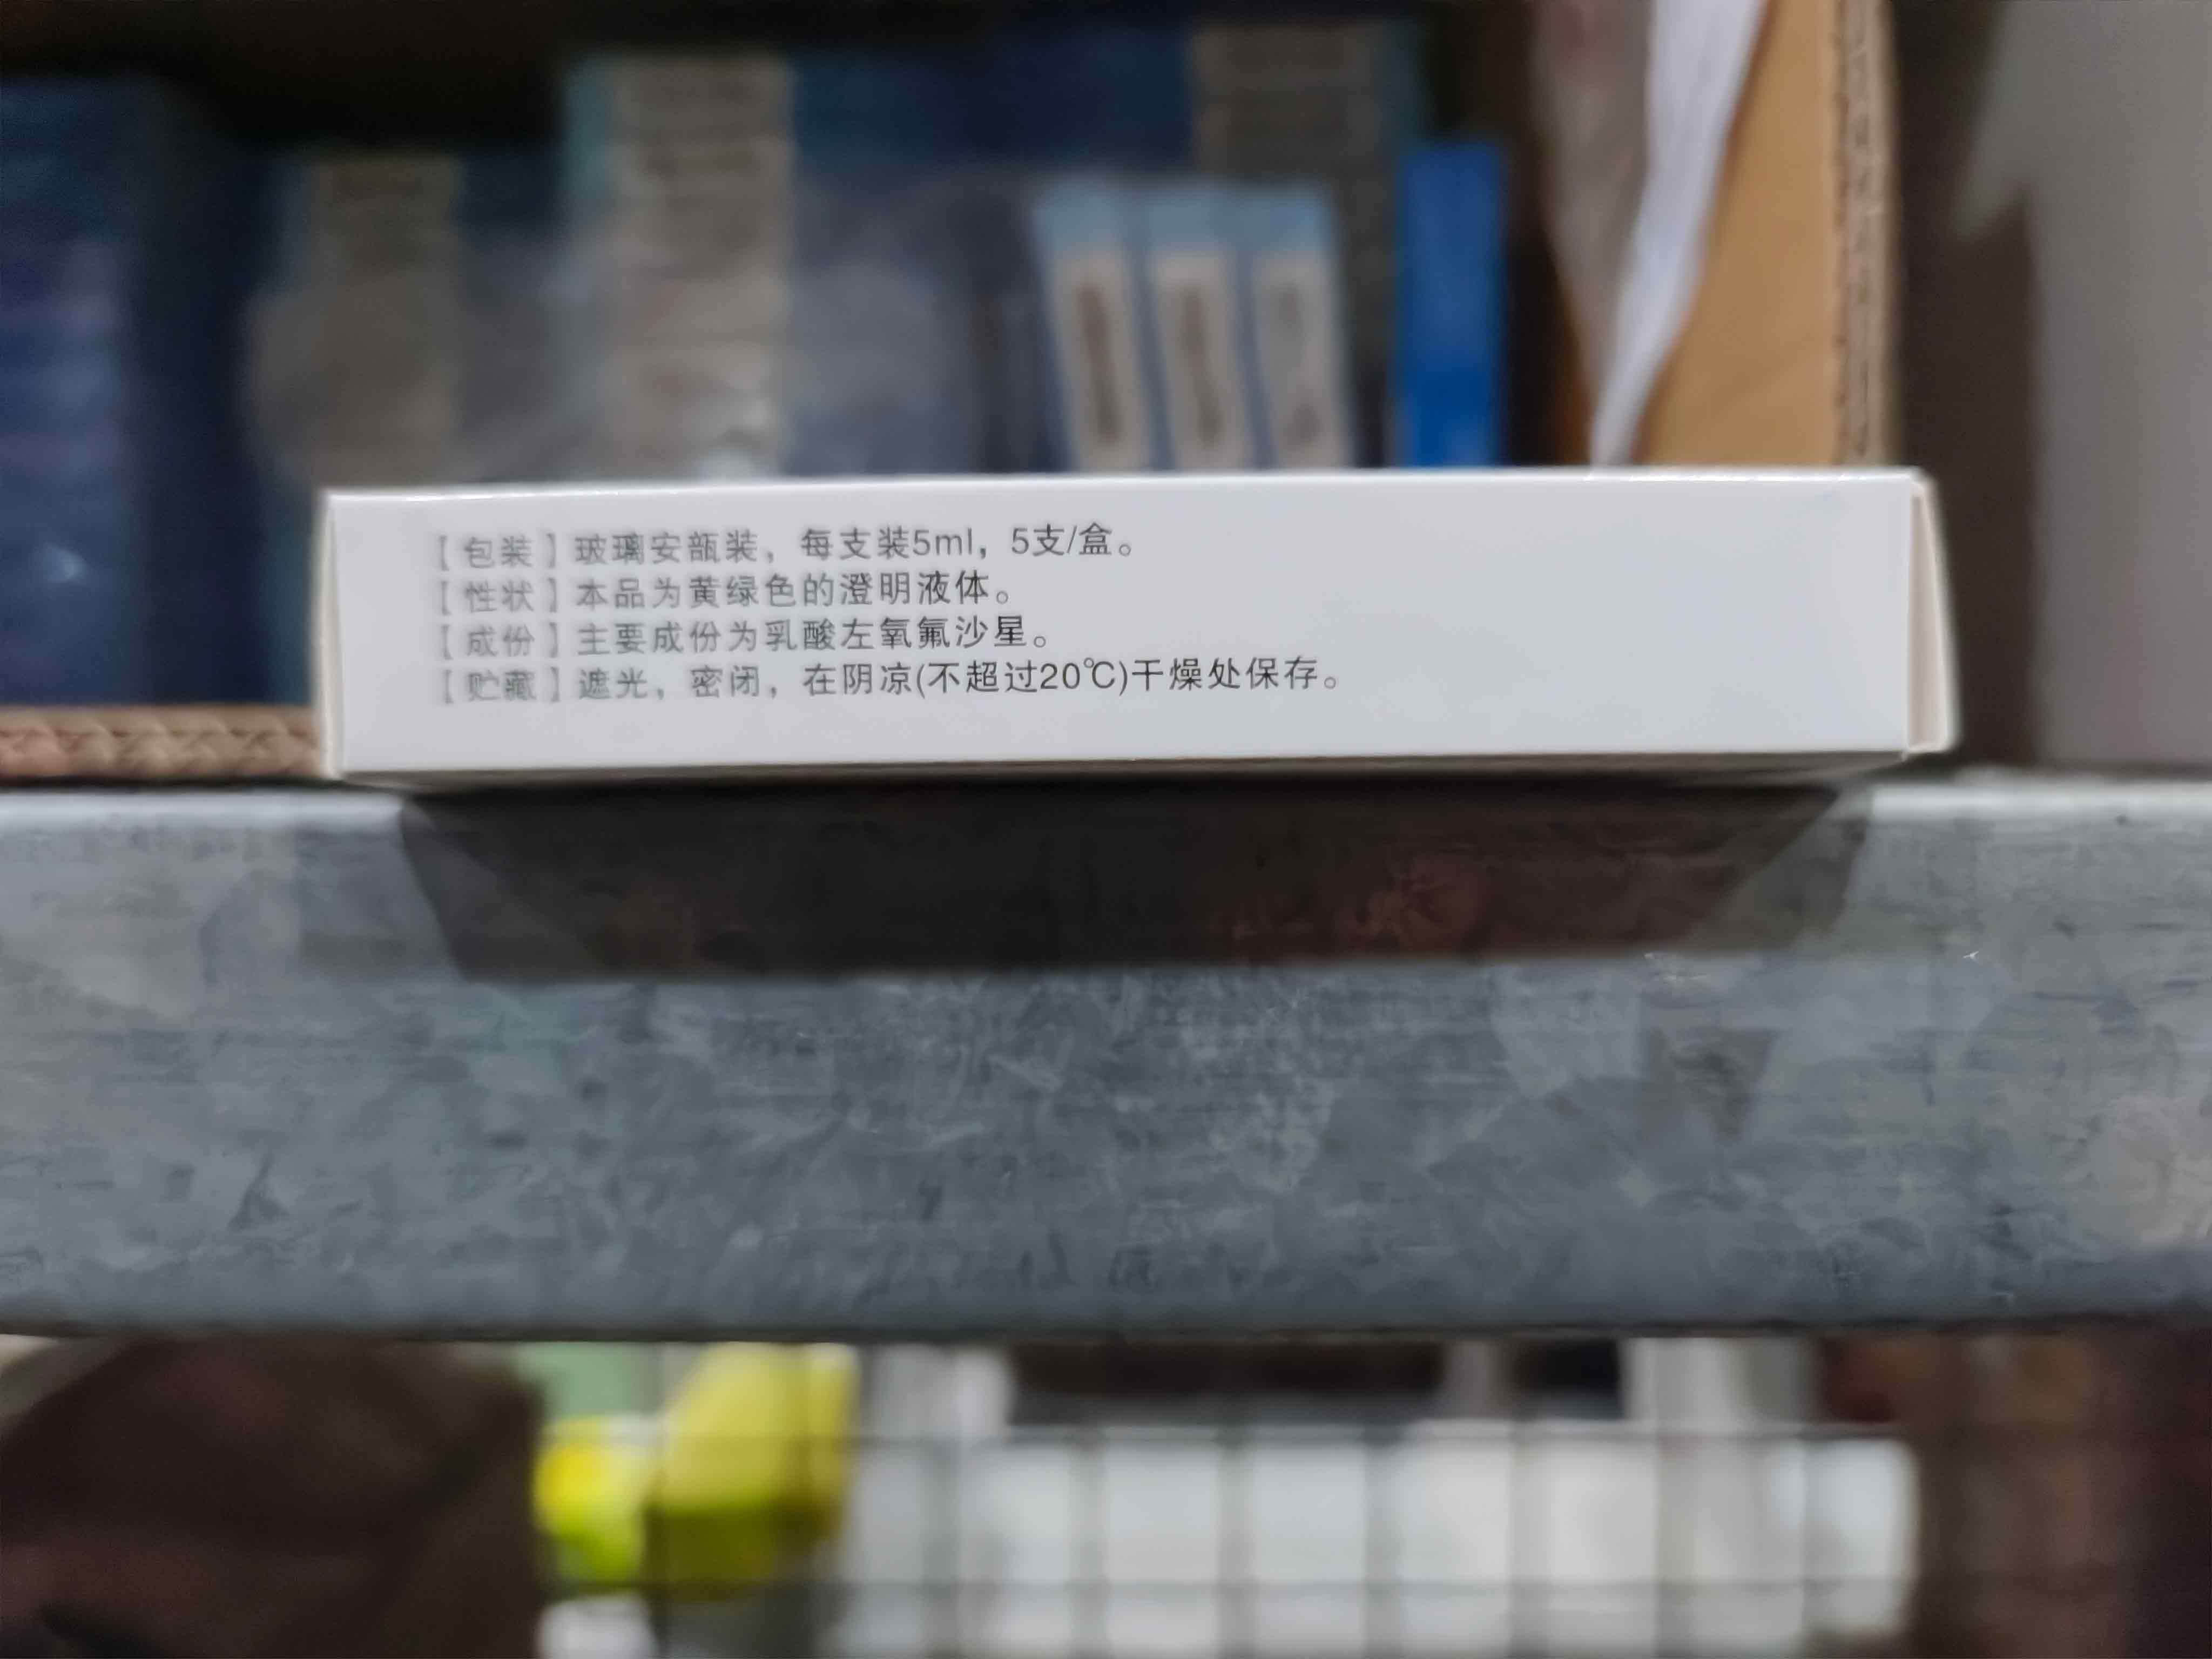 【包装】玻璃安瓿装，每支装5ml，5支/盒。
【性状】本品为黄绿色的澄明液体。
【成份】主要成份为乳酸左氧氟沙星。
【贮藏】遮光，密闭，在阴凉(不超过20℃)干燥处保存。